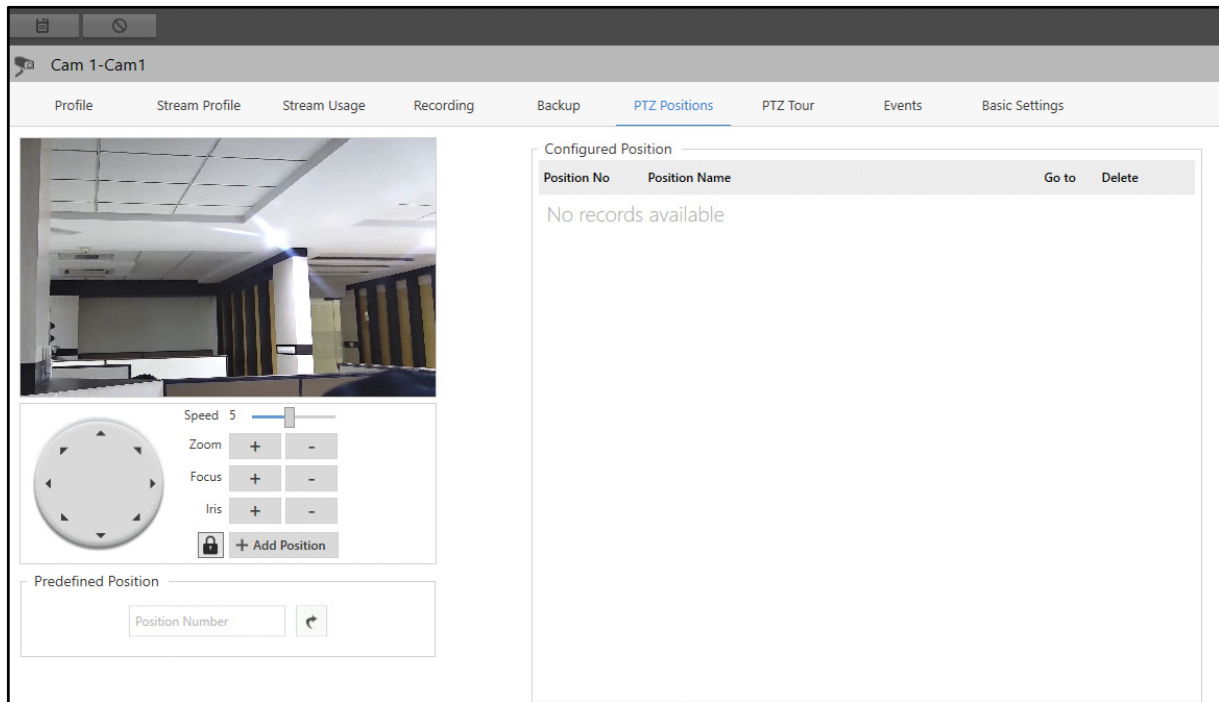 Cam 1-Cam1
Profile Stream Profile Stream Usage Recording Backup PTZ Positions PTZ Tour Events Basic Settings
Configured Position
Position No Position Name Go to Delete
No records available
Speed 5
Zoom + -
Focus + -
Iris + -
+ Add Position
Predefined Position
Position Number